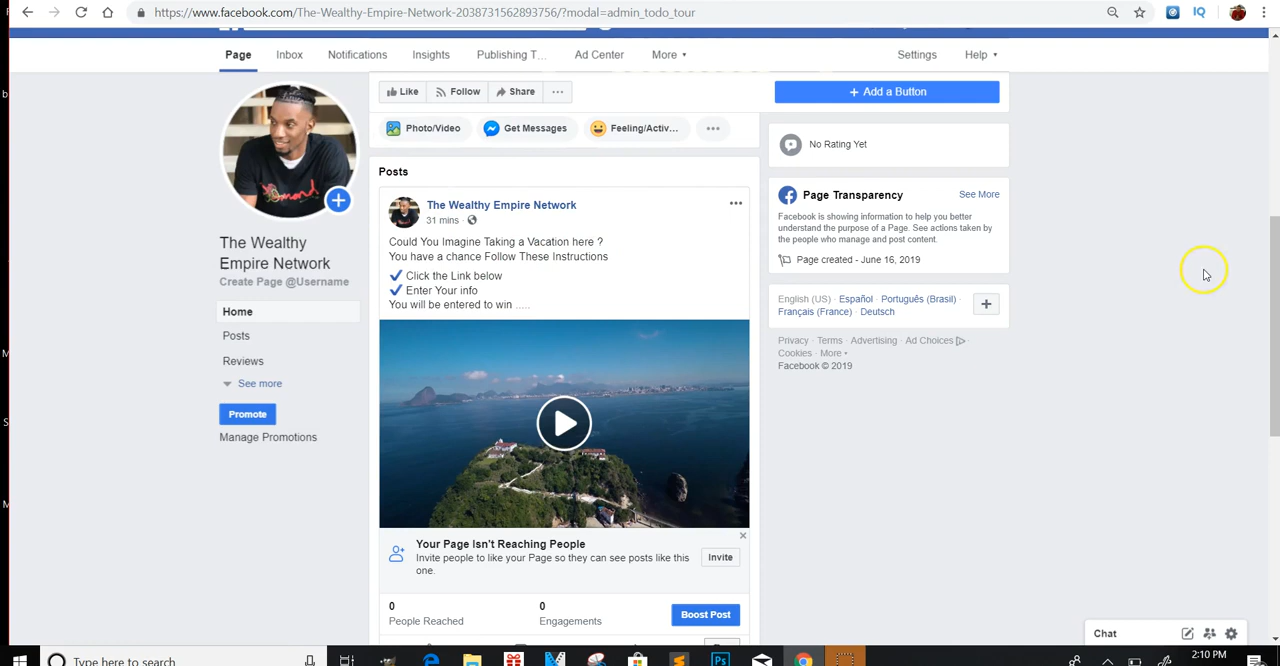 https://www.facebook.com/The-Wealthy-Empire-Network-2038731562893756/?modal=admin_todo_tour
Page Inbox Notifications Insights Publishing T... Ad Center More Settings Help
Like Follow Share ... + Add a Button
Photo/Video Get Messages Feeling/Activ...
No Rating Yet
Posts
Page Transparency See More
Facebook is showing information to help you better
understand the purpose of a Page. See actions taken
by the people who manage and post content.
Page created - June 16, 2019
The Wealthy Empire Network
31 mins ·
Could You Imagine Taking a Vacation here ?
You have a chance Follow These Instructions
Click the Link below
Enter Your info
You will be entered to win .....
The Wealthy
Empire Network
Create Page @Username
Home
Posts
Reviews
See more
Promote
Manage Promotions
English (US) · Español · Português (Brasil) ·
Français (France) · Deutsch
Privacy · Terms · Advertising · Ad Choices ·
Cookies · More
Facebook © 2019
Your Page Isn't Reaching People
Invite people to like your Page so they can see posts like this
one.
Invite
0
People Reached
0
Engagements
Boost Post
Chat
Type here to search
Ps
2:10 PM